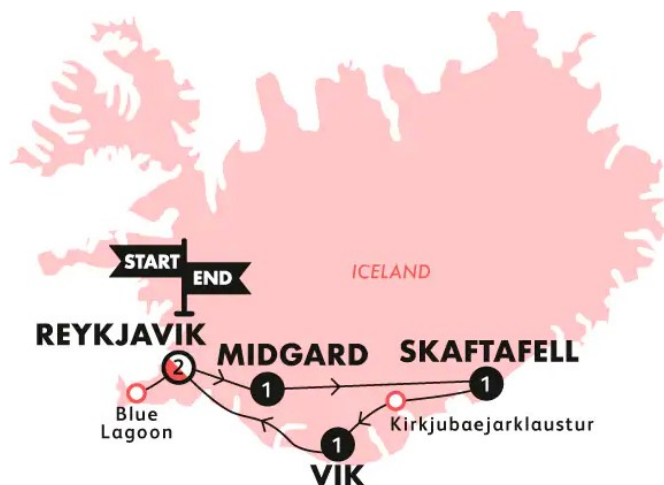 START
END
ICELAND
REYKJAVIK
MIDGARD
SKAFTAFELL
2
1
1
Blue
Lagoon
Kirkjubaejarklaustur
1
VIK